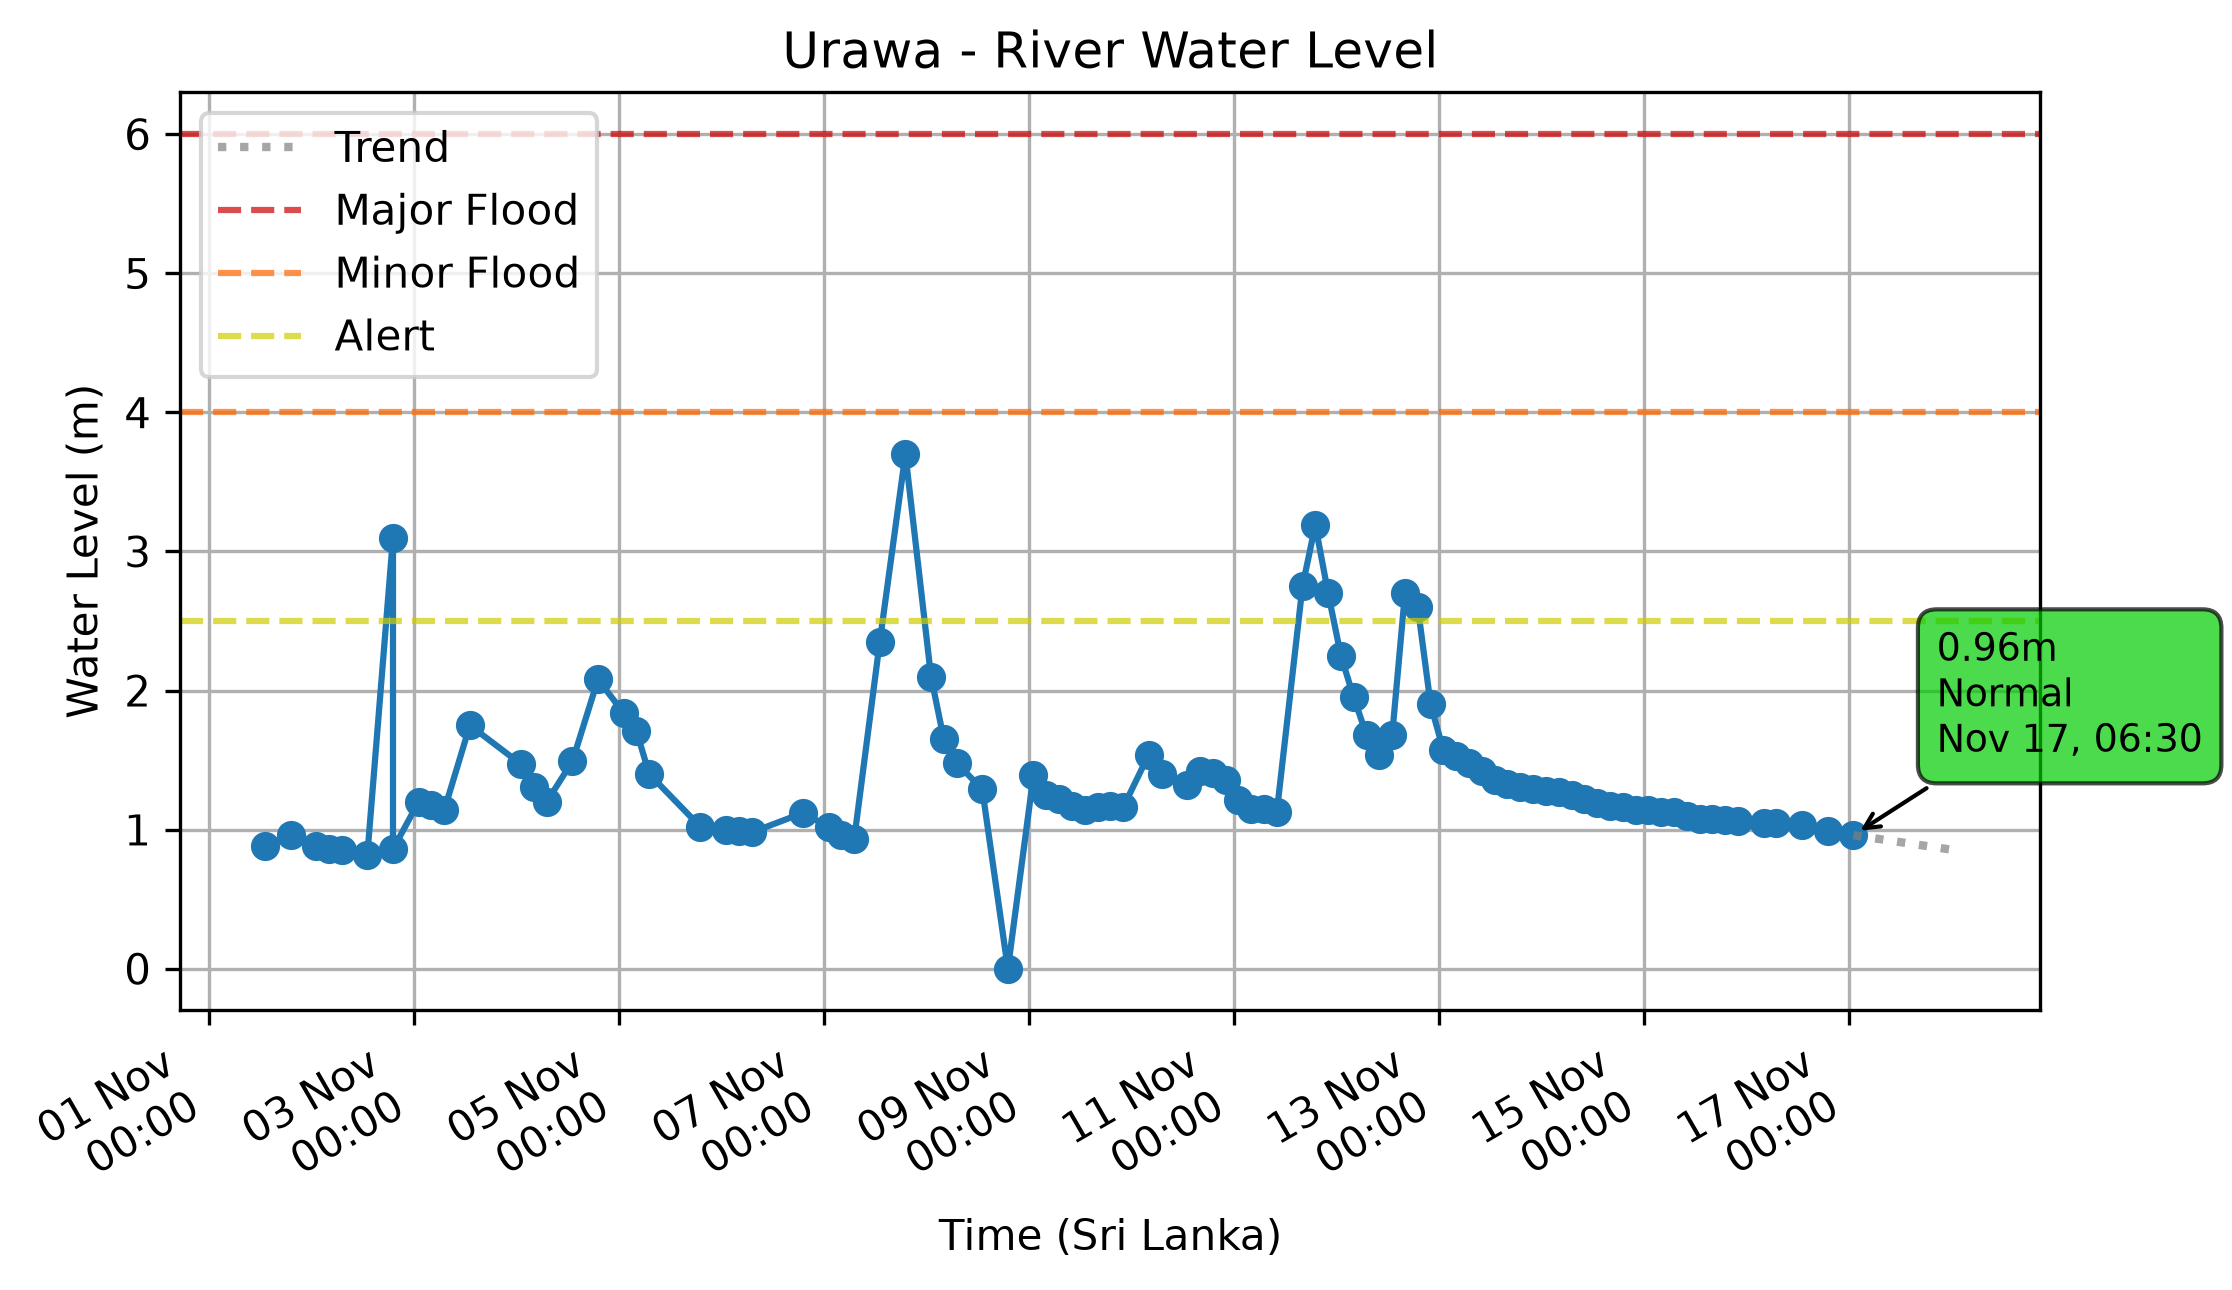 Urawa - River Water Level
6
5
4
3
2
1
0
Water Level (m)
Trend
Major Flood
Minor Flood
Alert
0.96m
Normal
Nov 17, 06:30
01 Nov
00:00
03 Nov
00:00
05 Nov
00:00
07 Nov
00:00
09 Nov
00:00
11 Nov
00:00
13 Nov
00:00
15 Nov
00:00
17 Nov
00:00
Time (Sri Lanka)